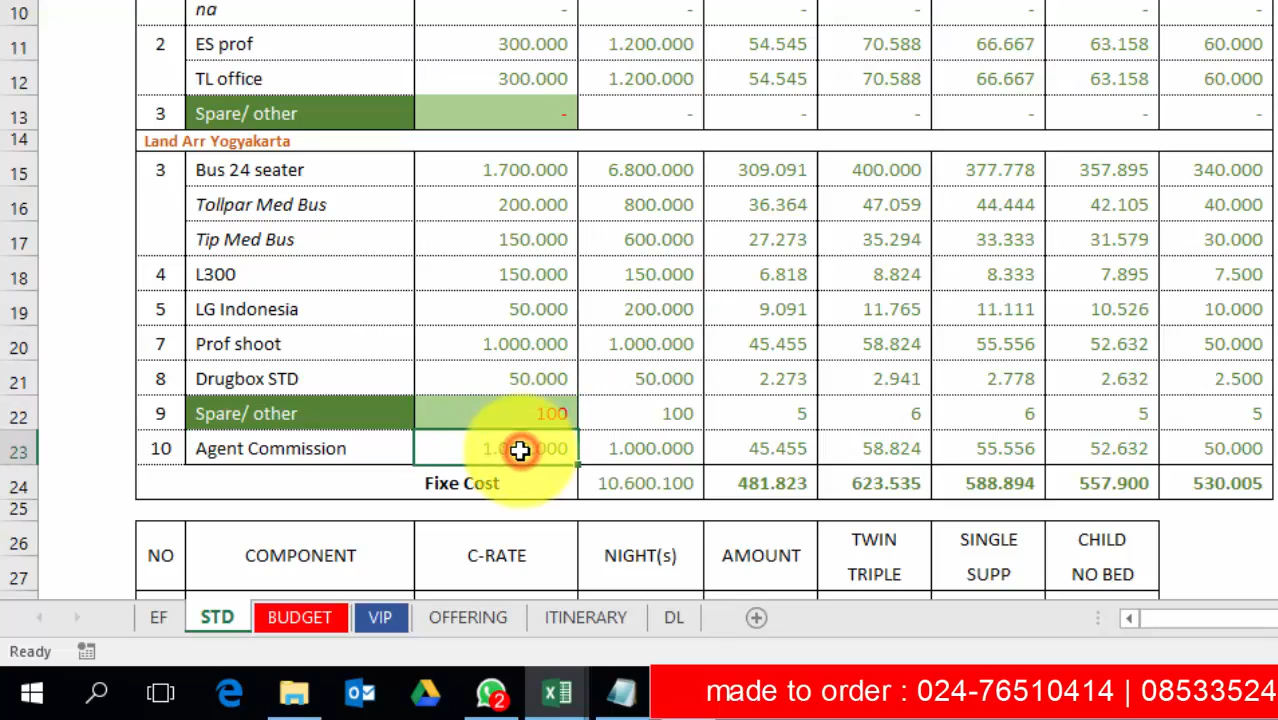 10 na - - - - - - -
11 2 ES prof 300.000 1.200.000 54.545 70.588 66.667 63.158 60.000
12 TL office 300.000 1.200.000 54.545 70.588 66.667 63.158 60.000
13 3 Spare/ other - - - - - - -
14 Land Arr Yogyakarta
15 3 Bus 24 seater 1.700.000 6.800.000 309.091 400.000 377.778 357.895 340.000
16 Tollpar Med Bus 200.000 800.000 36.364 47.059 44.444 42.105 40.000
17 Tip Med Bus 150.000 600.000 27.273 35.294 33.333 31.579 30.000
18 4 L300 150.000 150.000 6.818 8.824 8.333 7.895 7.500
19 5 LG Indonesia 50.000 200.000 9.091 11.765 11.111 10.526 10.000
20 7 Prof shoot 1.000.000 1.000.000 45.455 58.824 55.556 52.632 50.000
21 8 Drugbox STD 50.000 50.000 2.273 2.941 2.778 2.632 2.500
22 9 Spare/ other 100 100 5 6 6 5 5
23 10 Agent Commission 1.000.000 45.455 58.824 55.556 52.632 50.000
24 Fixe Cost 10.600.100 481.823 623.535 588.894 557.900 530.005
25
26 NO COMPONENT C-RATE NIGHT(s) AMOUNT TWIN SINGLE CHILD
27 TRIPLE SUPP NO BED
EF STD BUDGET VIP OFFERING ITINERARY DL
Ready
2
made to order : 024-76510414 | 08533524